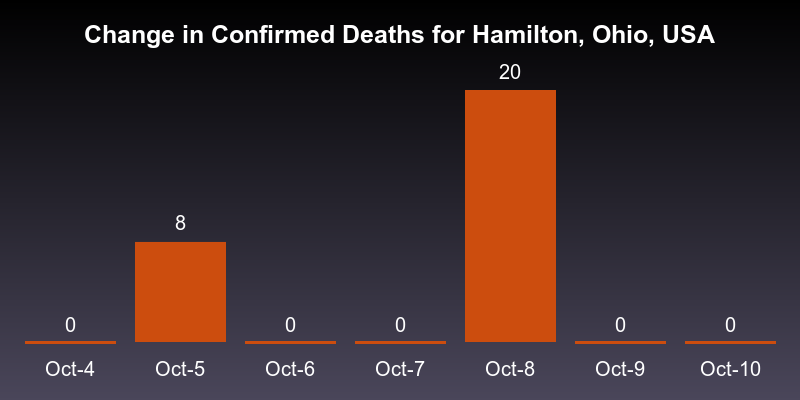 Change in Confirmed Deaths for Hamilton, Ohio, USA
20
8
0 0 0 0 0
Oct-4 Oct-5 Oct-6 Oct-7 Oct-8 Oct-9 Oct-10